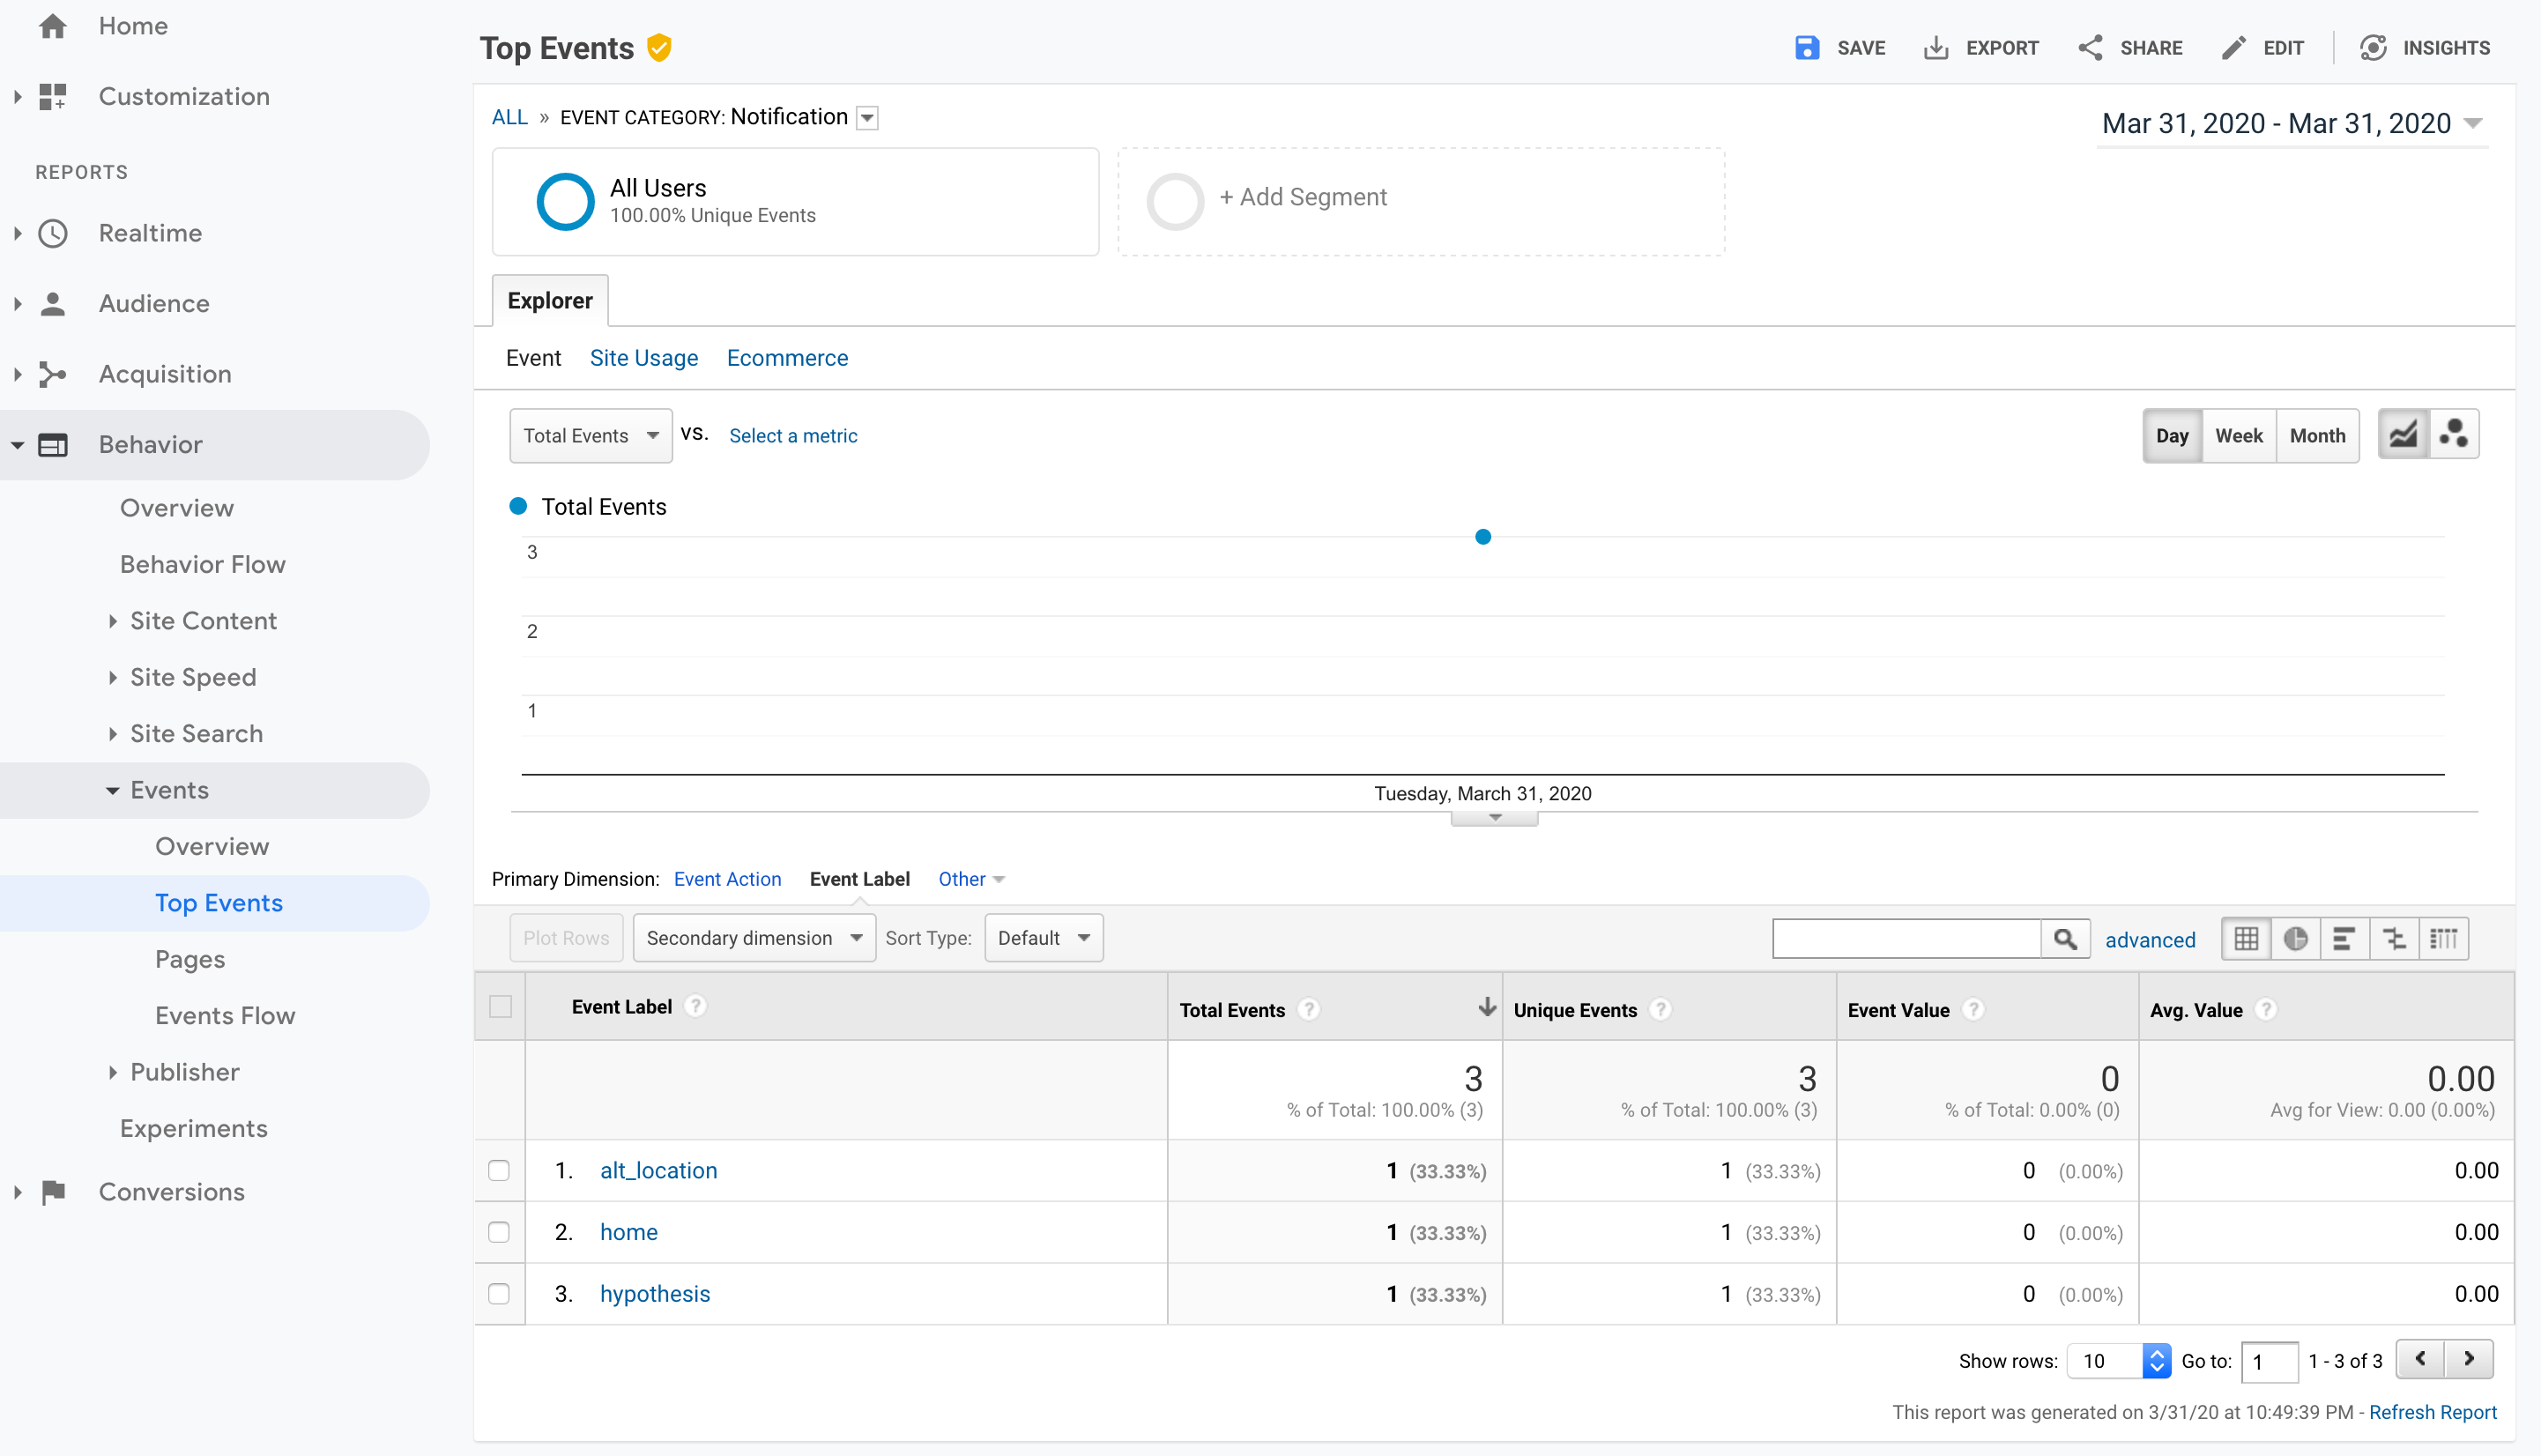 Home
Customization
REPORTS
Realtime
Audience
Acquisition
Behavior
Overview
Behavior Flow
Site Content
Site Speed
Site Search
Events
Overview
Top Events
Pages
Events Flow
Publisher
Experiments
Conversions
Top Events
SAVE EXPORT SHARE EDIT INSIGHTS
ALL » EVENT CATEGORY: Notification
Mar 31, 2020 - Mar 31, 2020
All Users
100.00% Unique Events
+ Add Segment
Explorer
Event Site Usage Ecommerce
Total Events VS. Select a metric
Day Week Month
Total Events
3
2
1
Tuesday, March 31, 2020
Primary Dimension: Event Action Event Label Other
Plot Rows Secondary dimension Sort Type: Default advanced
Event Label ? Total Events ? Unique Events ? Event Value ? Avg. Value ?
3 3 0 0.00
% of Total: 100.00% (3) % of Total: 100.00% (3) % of Total: 0.00% (0) Avg for View: 0.00 (0.00%)
1. alt_location 1 (33.33%) 1 (33.33%) 0 (0.00%) 0.00
2. home 1 (33.33%) 1 (33.33%) 0 (0.00%) 0.00
3. hypothesis 1 (33.33%) 1 (33.33%) 0 (0.00%) 0.00
Show rows: 10 Go to: 1 1 - 3 of 3
This report was generated on 3/31/20 at 10:49:39 PM - Refresh Report